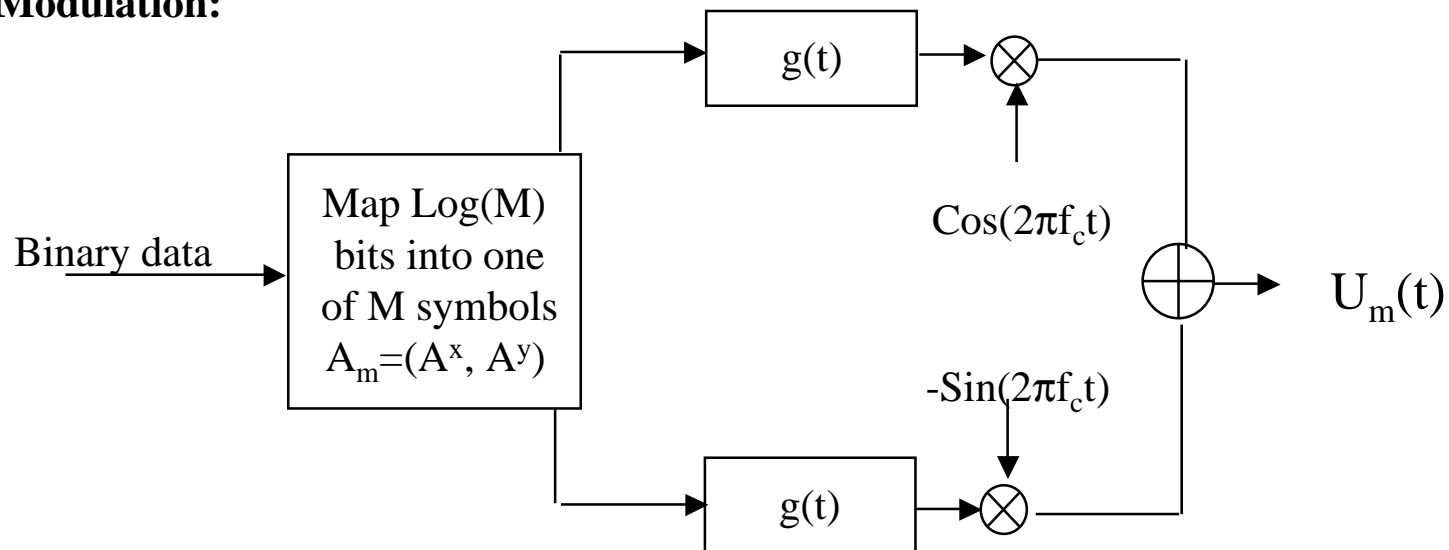 Modulation:
g(t)
Cos(2πf_ct)
Map Log(M)
bits into one
of M symbols
A_m=(A^x, A^y)
Binary data
U_m(t)
-Sin(2πf_ct)
g(t)